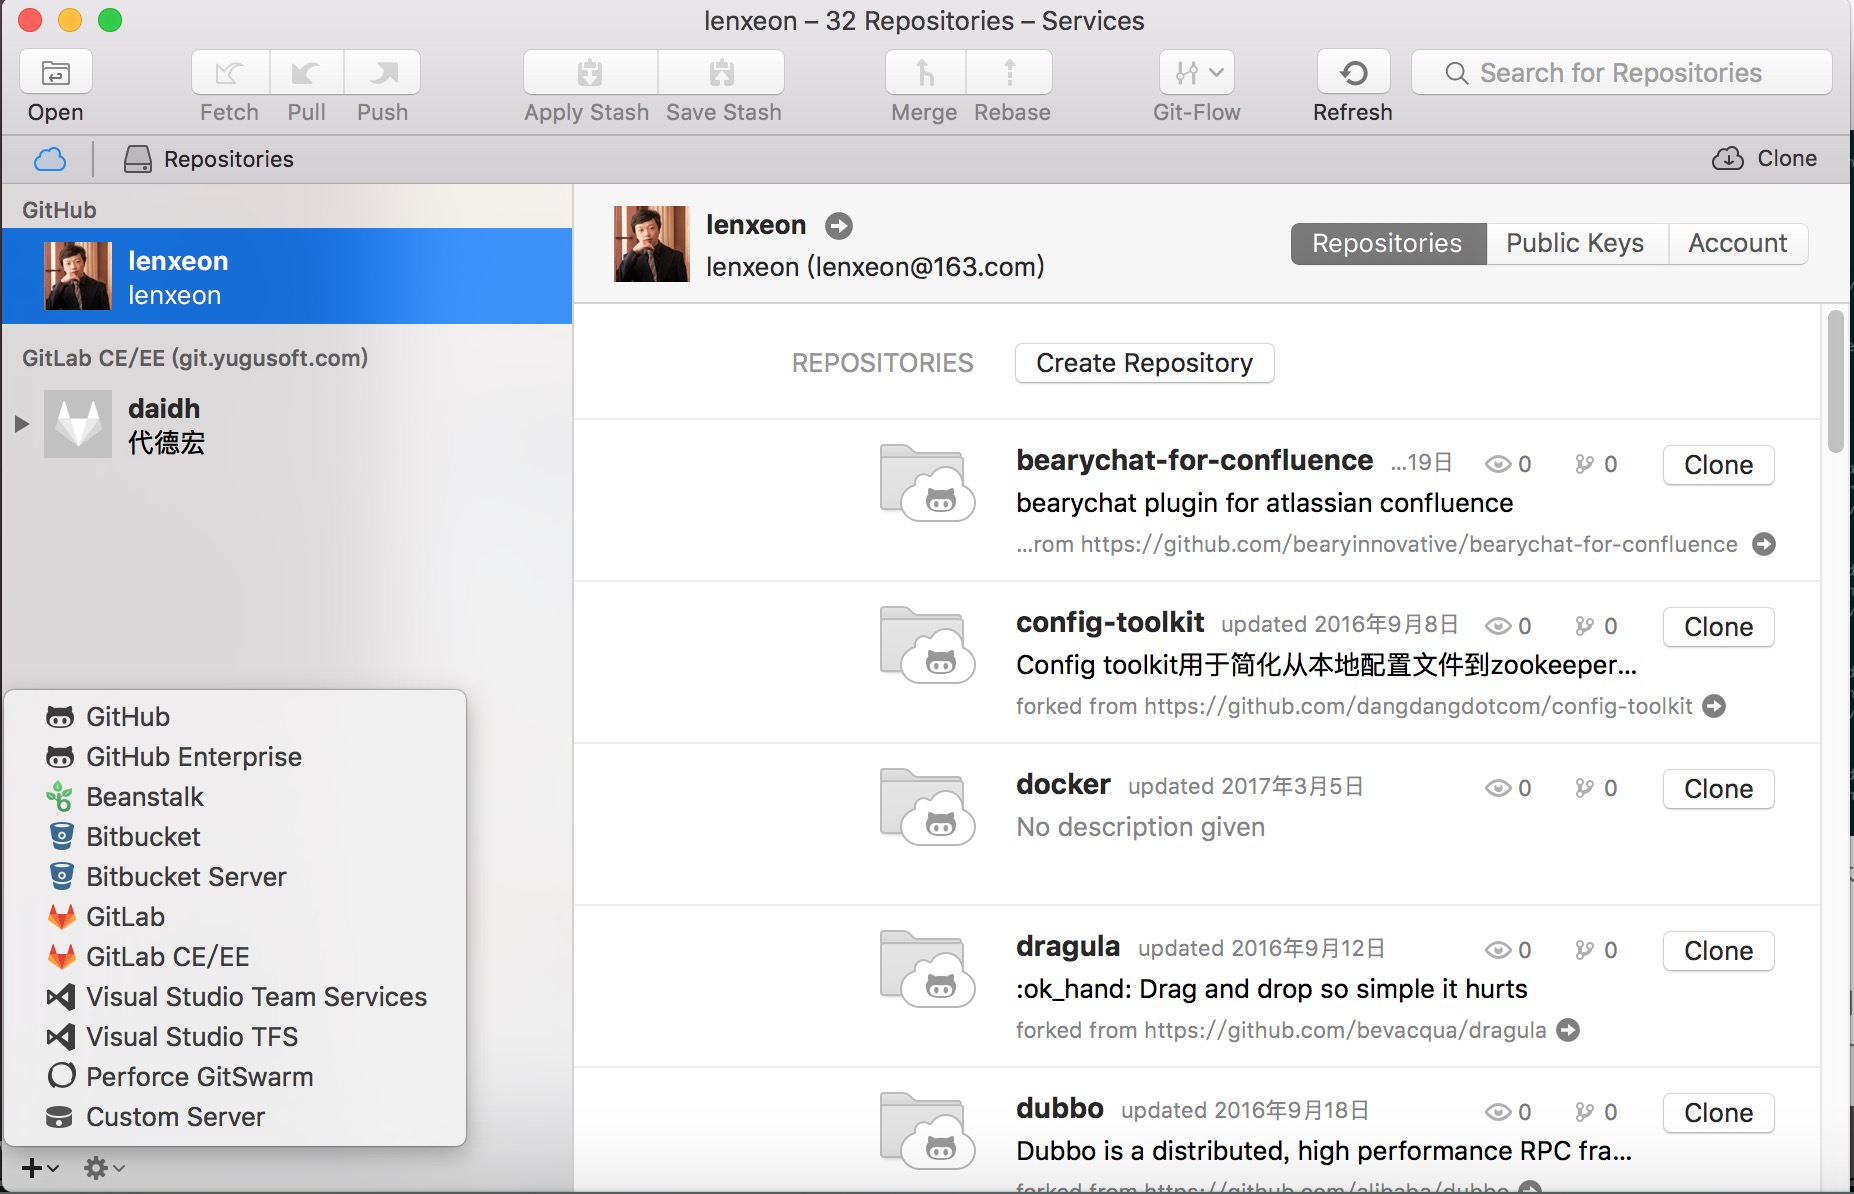 lenxeon – 32 Repositories – Services
Open
Fetch
Pull
Push
Apply Stash
Save Stash
Merge
Rebase
Git-Flow
Refresh
Search for Repositories
Repositories
Clone
GitHub
lenxeon
lenxeon
GitLab CE/EE (git.yugusoft.com)
daidh
代德宏
GitHub
GitHub Enterprise
Beanstalk
Bitbucket
Bitbucket Server
GitLab
GitLab CE/EE
Visual Studio Team Services
Visual Studio TFS
Perforce GitSwarm
Custom Server
lenxeon
lenxeon (lenxeon@163.com)
Repositories
Public Keys
Account
REPOSITORIES
Create Repository
bearychat-for-confluence ...19日 0 0 Clone
bearychat plugin for atlassian confluence
...rom https://github.com/bearyinnovative/bearychat-for-confluence
config-toolkit updated 2016年9月8日 0 0 Clone
Config toolkit用于简化从本地配置文件到zookeeper...
forked from https://github.com/dangdangdotcom/config-toolkit
docker updated 2017年3月5日 0 0 Clone
No description given
dragula updated 2016年9月12日 0 0 Clone
:ok_hand: Drag and drop so simple it hurts
forked from https://github.com/bevacqua/dragula
dubbo updated 2016年9月18日 0 0 Clone
Dubbo is a distributed, high performance RPC fra...
forked from https://github.com/alibaba/dubbo